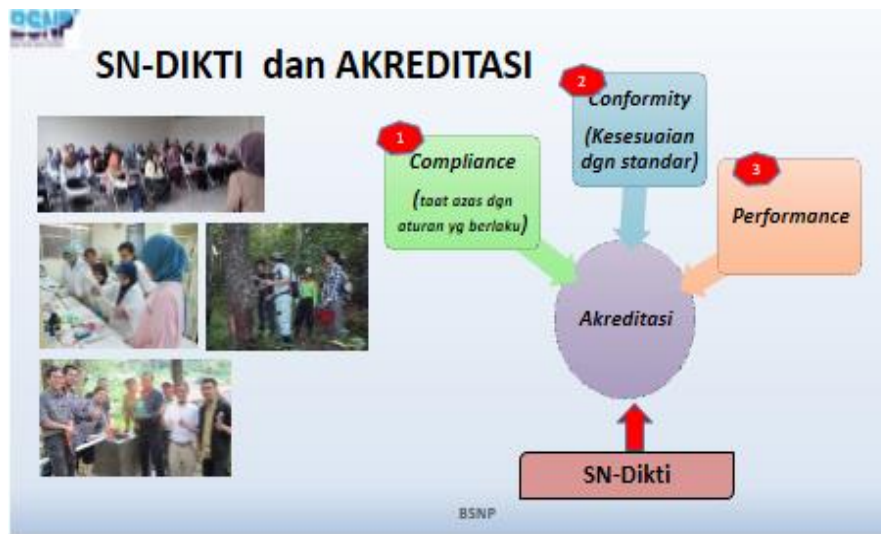 BSNP
SN-DIKTI dan AKREDITASI
1
Compliance
(taat azas dgn
aturan yg berlaku)
2
Conformity
(Kesesuaian
dgn standar)
3
Performance
Akreditasi
SN-Dikti
BSNP